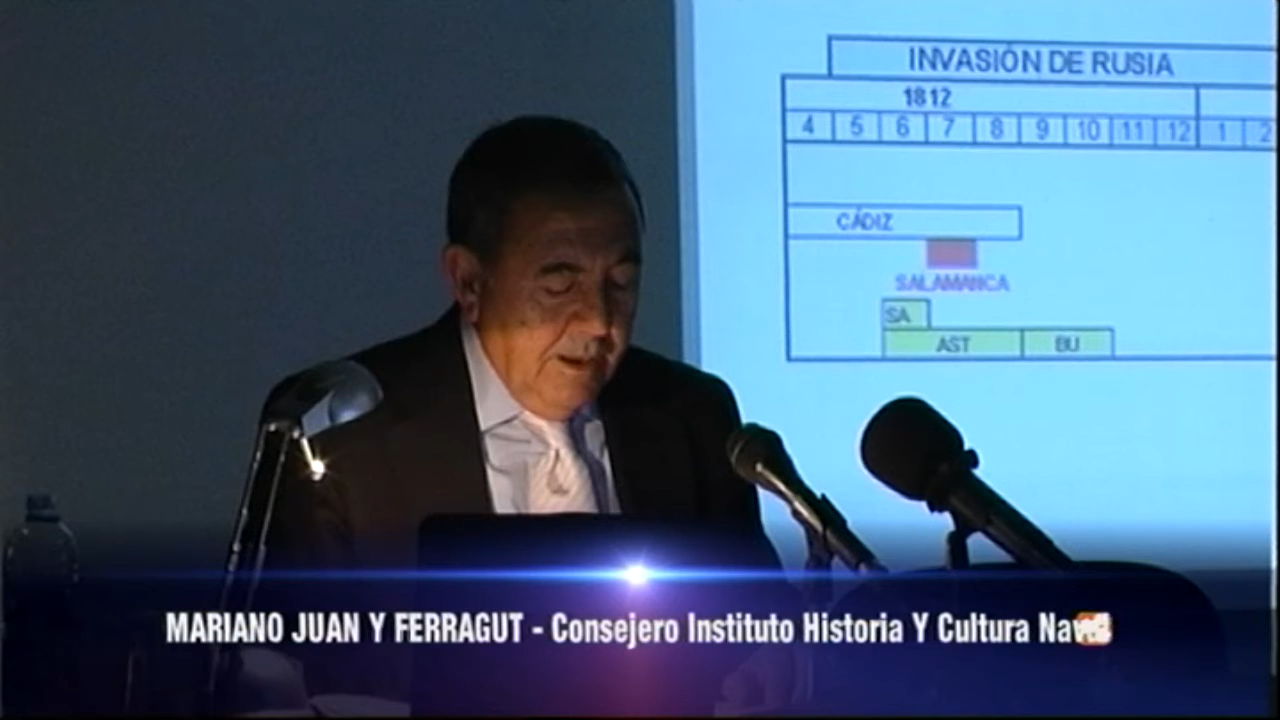 INVASIÓN DE RUSIA
1812
4 5 6 7 8 9 10 11 12 1 2
CÁDIZ
SALAMANCA
SA
AST BU
MARIANO JUAN Y FERRAGUT - Consejero Instituto Historia Y Cultura